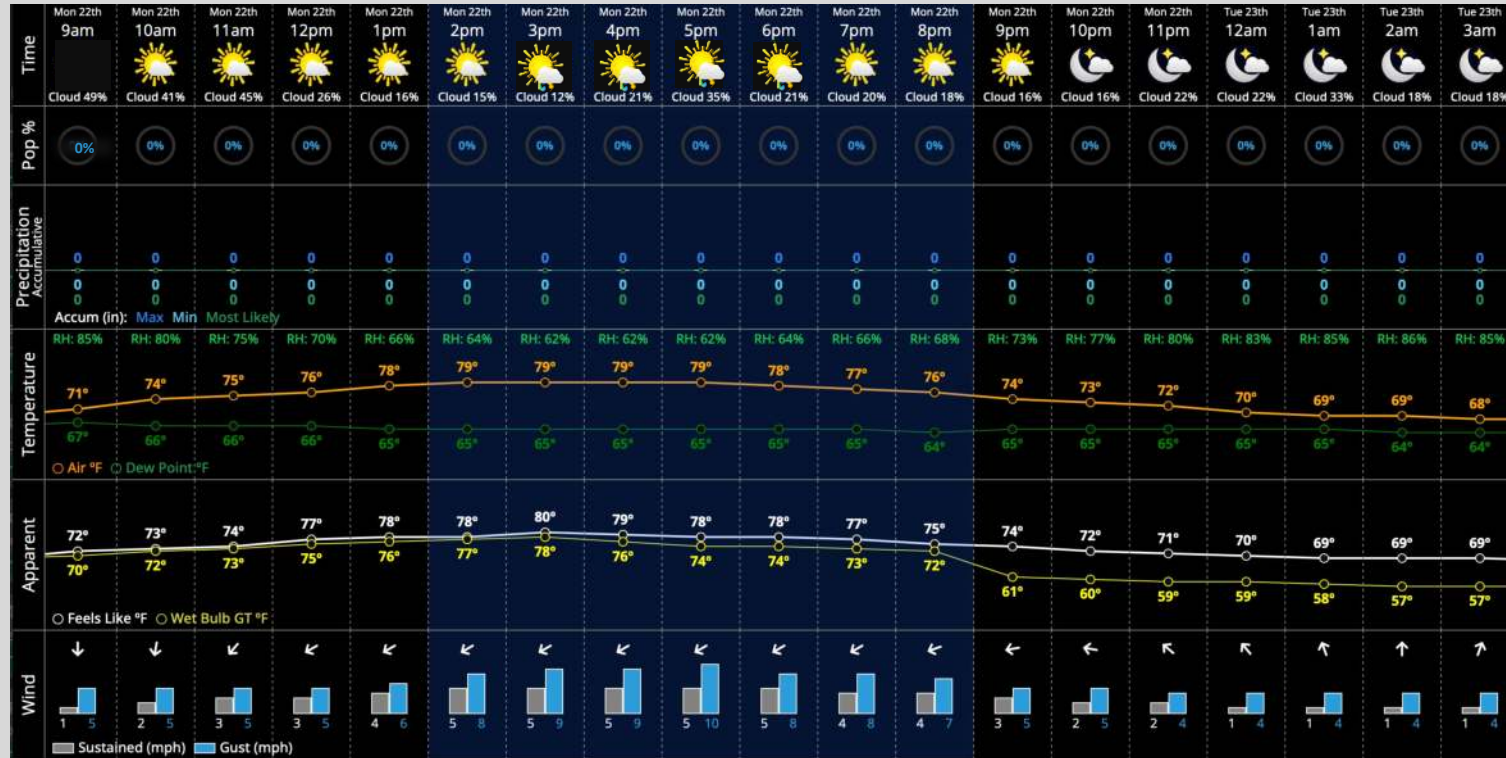 Mon 22th Mon 22th Mon 22th Mon 22th Mon 22th Mon 22th Mon 22th Mon 22th Mon 22th Mon 22th Mon 22th Mon 22th Mon 22th Mon 22th Mon 22th Tue 23th Tue 23th Tue 23th Tue 23th
9am 10am 11am 12pm 1pm 2pm 3pm 4pm 5pm 6pm 7pm 8pm 9pm 10pm 11pm 12am 1am 2am 3am
Time
Cloud 49% Cloud 41% Cloud 45% Cloud 26% Cloud 16% Cloud 15% Cloud 12% Cloud 21% Cloud 35% Cloud 21% Cloud 20% Cloud 18% Cloud 16% Cloud 16% Cloud 22% Cloud 22% Cloud 33% Cloud 18% Cloud 18%
Pop %
0% 0% 0% 0% 0% 0% 0% 0% 0% 0% 0% 0% 0% 0% 0% 0% 0% 0% 0%
Precipitation
Accumulative
0 0 0 0 0 0 0 0 0 0 0 0 0 0 0 0 0 0 0
0 0 0 0 0 0 0 0 0 0 0 0 0 0 0 0 0 0 0
0 0 0 0 0 0 0 0 0 0 0 0 0 0 0 0 0 0 0
Accum (in): Max Min Most Likely
Temperature
RH: 85% RH: 80% RH: 75% RH: 70% RH: 66% RH: 64% RH: 62% RH: 62% RH: 62% RH: 64% RH: 66% RH: 68% RH: 73% RH: 77% RH: 80% RH: 83% RH: 85% RH: 86% RH: 85%
71° 74° 75° 76° 78° 79° 79° 79° 79° 78° 77° 76° 74° 73° 72° 70° 69° 69° 68°
67° 66° 66° 66° 65° 65° 65° 65° 65° 65° 65° 64° 65° 65° 65° 65° 65° 64° 64°
Air ºF Dew Point:ºF
Apparent
72° 73° 74° 77° 78° 78° 80° 79° 78° 78° 77° 75° 74° 72° 71° 70° 69° 69° 69°
70° 72° 73° 75° 76° 77° 78° 76° 74° 74° 73° 72° 61° 60° 59° 59° 58° 57° 57°
Feels Like ºF Wet Bulb GT ºF
Wind
1 5 2 5 3 5 3 5 4 6 5 8 5 9 5 9 5 10 5 8 4 8 4 7 3 5 2 5 2 4 1 4 1 4 1 4 1 4
Sustained (mph) Gust (mph)